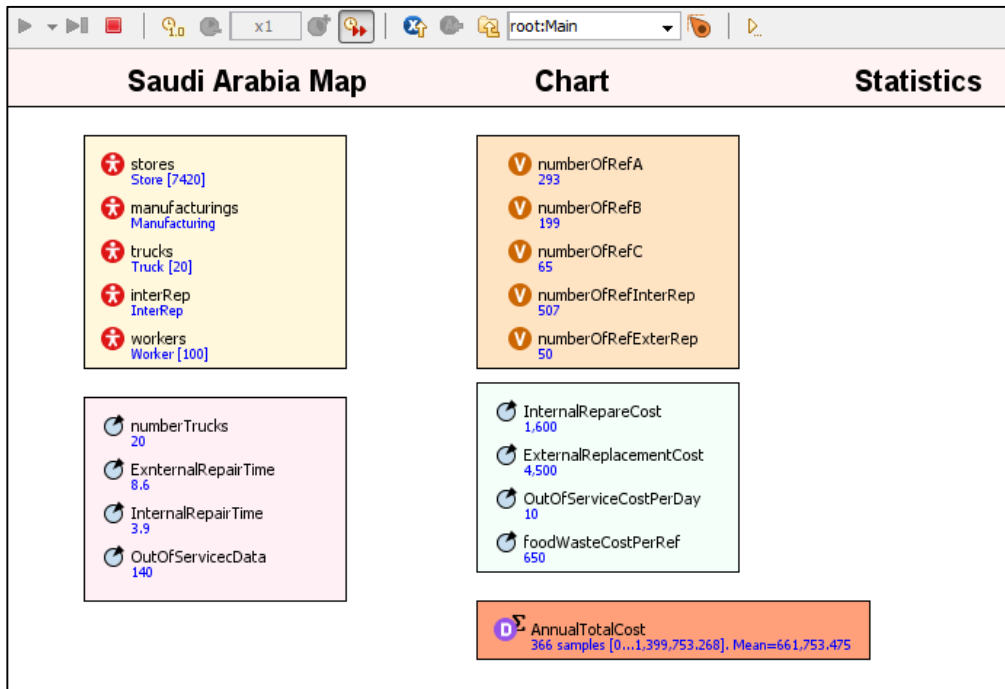 1.0
x1
root:Main
Saudi Arabia Map
Chart
Statistics
stores
Store [7420]
manufacturings
Manufacturing
trucks
Truck [20]
interRep
InterRep
workers
Worker [100]
V numberOfRefA
293
V numberOfRefB
199
V numberOfRefC
65
V numberOfRefInterRep
507
V numberOfRefExterRep
50
numberTrucks
20
ExnternalRepairTime
8.6
InternalRepairTime
3.9
OutOfServicecData
140
InternalRepareCost
1,600
ExternalReplacementCost
4,500
OutOfServiceCostPerDay
10
foodWasteCostPerRef
650
D Σ AnnualTotalCost
366 samples [0...1,399,753.268]. Mean=661,753.475